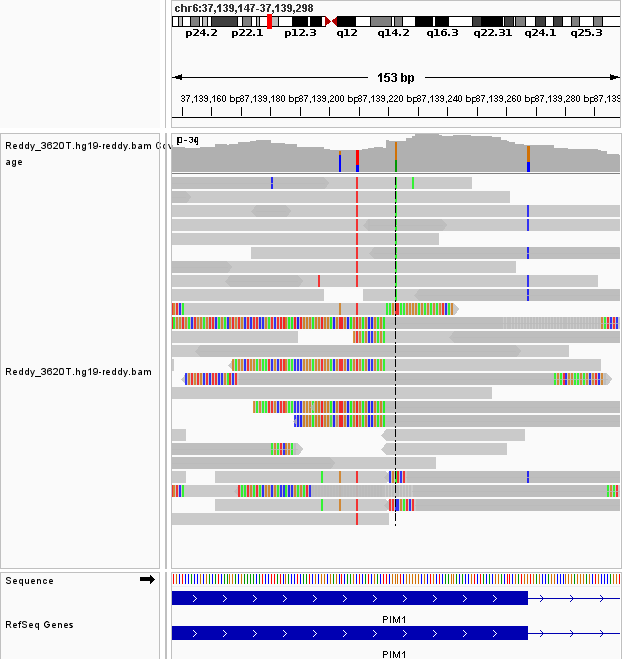 chr6:37,139,147-37,139,298
p24.2 p22.1 p12.3 q12 q14.2 q16.3 q22.31 q24.1 q25.3
153 bp
37,139,160 bp 37,139,180 bp 37,139,200 bp 37,139,220 bp 37,139,240 bp 37,139,260 bp 37,139,280 bp 37,139
Reddy_3620T.hg19-reddy.bam Cov
age
Reddy_3620T.hg19-reddy.bam
Sequence
PIM1
RefSeq Genes
PIM1